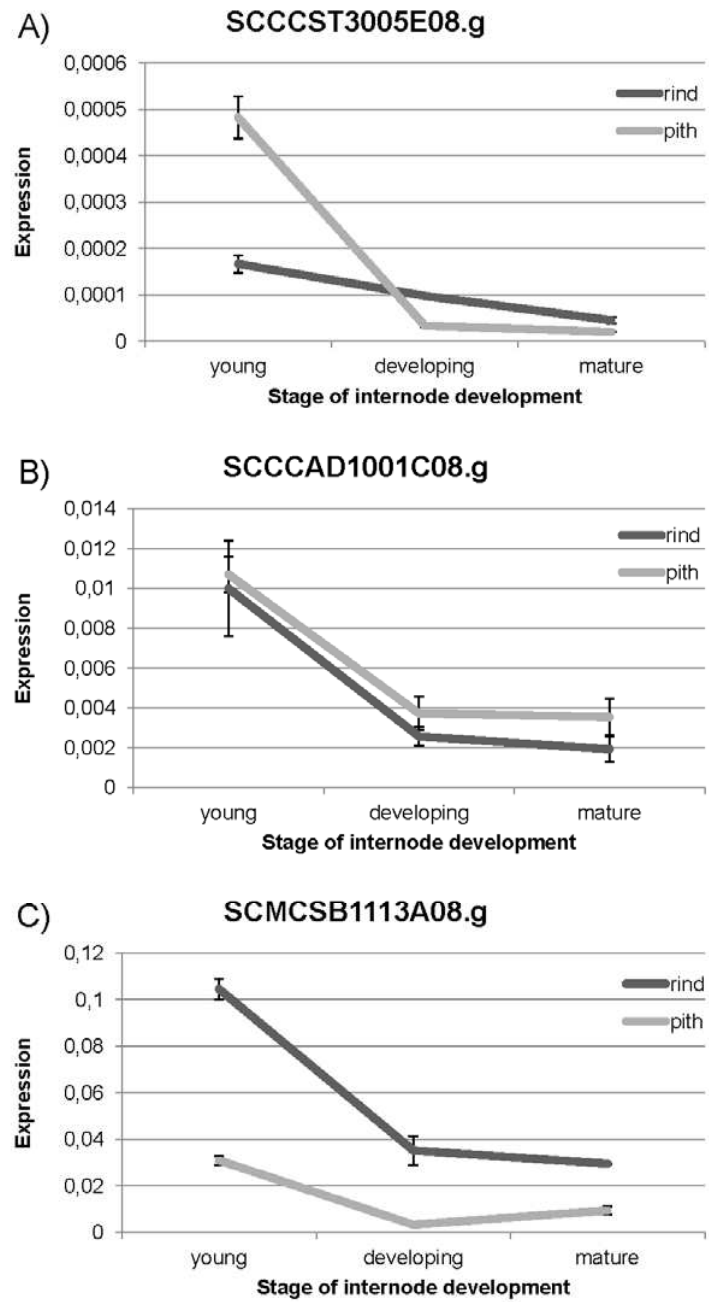 A)
SCCCST3005E08.g
0,0006
0,0005
0,0004
0,0003
0,0002
0,0001
0
Expression
rind
pith
young developing mature
Stage of internode development
B)
SCCCAD1001C08.g
0,014
0,012
0,01
0,008
0,006
0,004
0,002
0
Expression
rind
pith
young developing mature
Stage of internode development
C)
SCMCSB1113A08.g
0,12
0,1
0,08
0,06
0,04
0,02
0
Expression
rind
pith
young developing mature
Stage of internode development